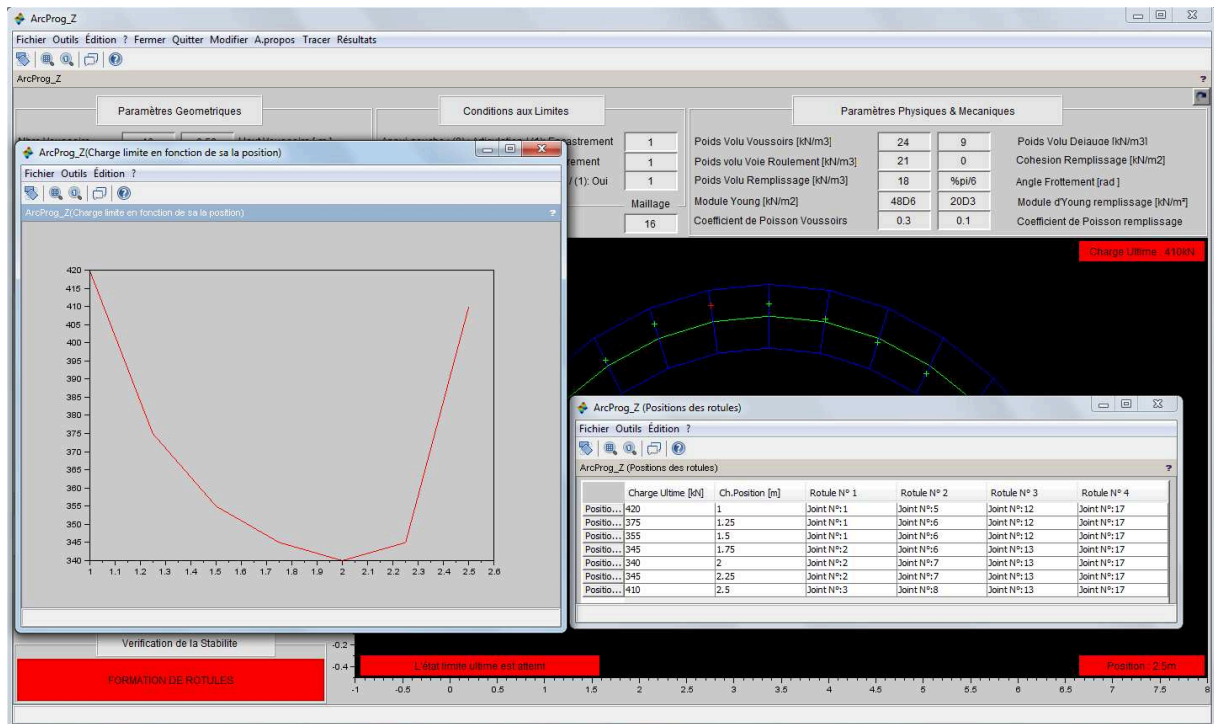 ArcProg_Z
Fichier Outils Édition ? Fermer Quitter Modifier A.propos Tracer Résultats
ArcProg_Z ?
Paramètres Geometriques
Conditions aux Limites
Paramètres Physiques & Mecaniques
1
Poids Volu Voussoirs [kN/m3] 24 9
1
Poids volu Voie Roulement [kN/m3] 21 0 Cohesion Remplissage [kN/m2]
/ (1): Oui 1
Poids Volu Remplissage [kN/m3] 18 %pi/6 Angle Frottement [rad ]
Maillage
Module Young [kN/m2] 48D6 20D3 Module d'Young remplissage [kN/m²]
16
Coefficient de Poisson Voussoirs 0.3 0.1 Coefficient de Poisson remplissage
Charge Ultime : 410kN
ArcProg_Z(Charge limite en fonction de sa la position)
Fichier Outils Édition ?
ArcProg_Z(Charge limite en fonction de sa la position) ?
420
415
410
405
400
395
390
385
380
375
370
365
360
355
350
345
340
1 1.1 1.2 1.3 1.4 1.5 1.6 1.7 1.8 1.9 2 2.1 2.2 2.3 2.4 2.5 2.6
ArcProg_Z (Positions des rotules)
Fichier Outils Édition ?
ArcProg_Z (Positions des rotules) ?
Charge Ultime [kN] Ch.Position [m] Rotule N° 1 Rotule N° 2 Rotule N° 3 Rotule N° 4
Positio... 420 1 Joint N°:1 Joint N°:5 Joint N°:12 Joint N°:17
Positio... 375 1.25 Joint N°:1 Joint N°:6 Joint N°:12 Joint N°:17
Positio... 355 1.5 Joint N°:1 Joint N°:6 Joint N°:12 Joint N°:17
Positio... 345 1.75 Joint N°:2 Joint N°:6 Joint N°:13 Joint N°:17
Positio... 340 2 Joint N°:2 Joint N°:7 Joint N°:13 Joint N°:17
Positio... 345 2.25 Joint N°:2 Joint N°:7 Joint N°:13 Joint N°:17
Positio... 410 2.5 Joint N°:3 Joint N°:8 Joint N°:13 Joint N°:17
Verification de la Stabilite
FORMATION DE ROTULES
-0.2
-0.4
L'état limite ultime est atteint
Position : 2.5m
-1 -0.5 0 0.5 1 1.5 2 2.5 3 3.5 4 4.5 5 5.5 6 6.5 7 7.5 8